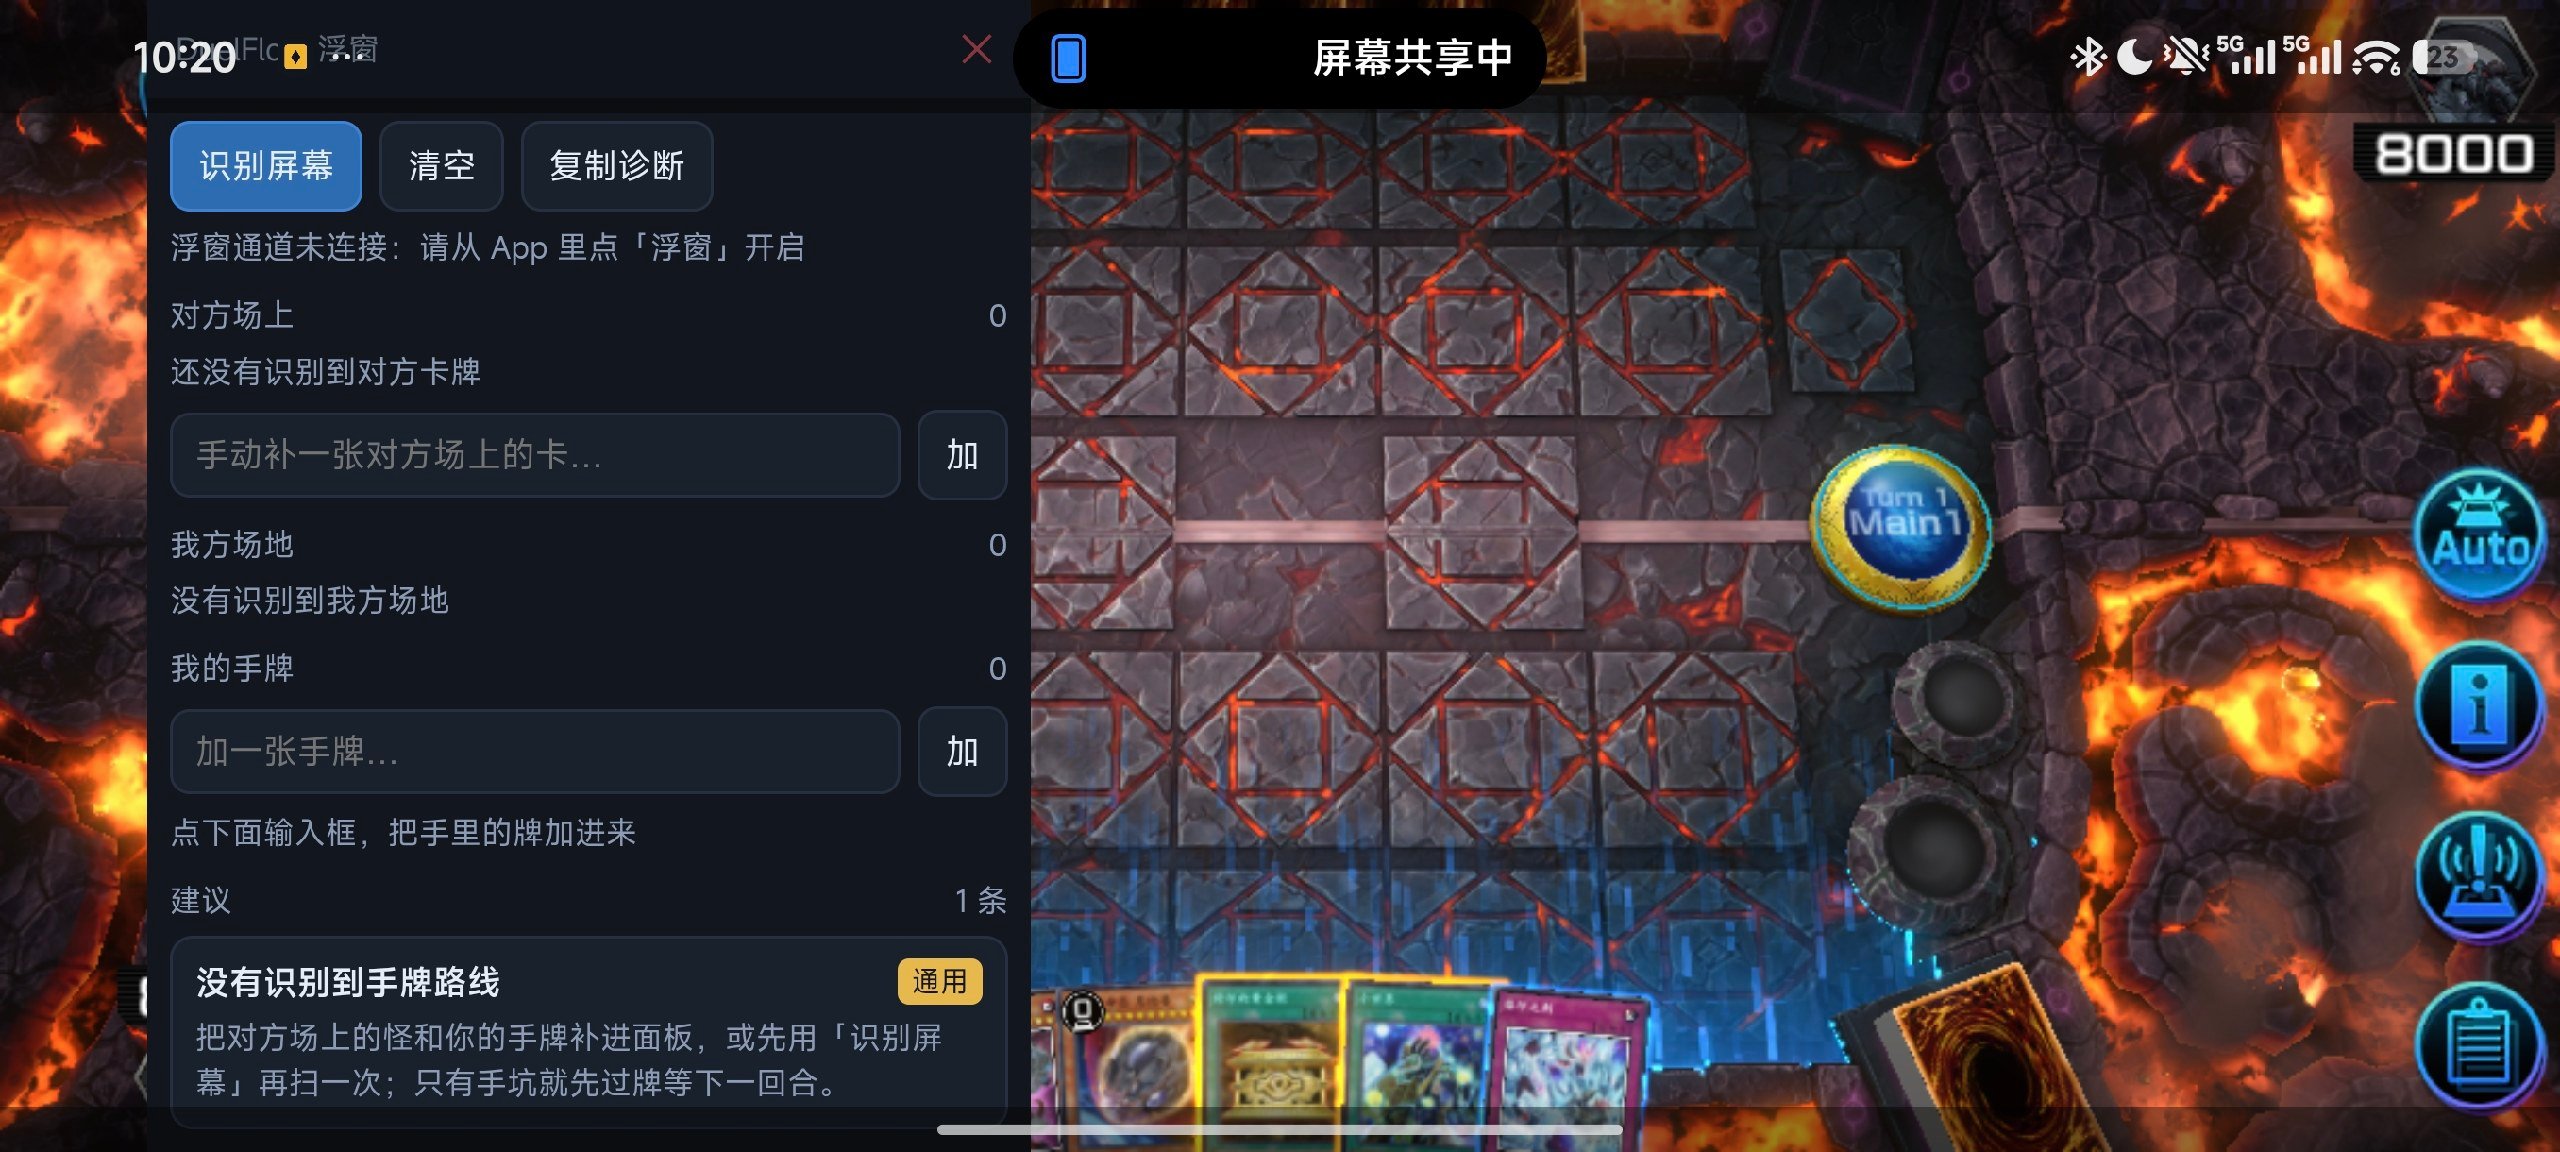 10:20
浮窗
屏幕共享中
5G
5G
6
23
8000
识别屏幕
清空
复制诊断
浮窗通道未连接：请从 App 里点「浮窗」开启
对方场上
0
还没有识别到对方卡牌
手动补一张对方场上的卡...
加
我方场地
0
没有识别到我方场地
我的手牌
0
加一张手牌...
加
点下面输入框，把手里的牌加进来
建议
1 条
没有识别到手牌路线
通用
把对方场上的怪和你的手牌补进面板，或先用「识别屏
幕」再扫一次；只有手坑就先过牌等下一回合。
Turn 1
Main1
Auto